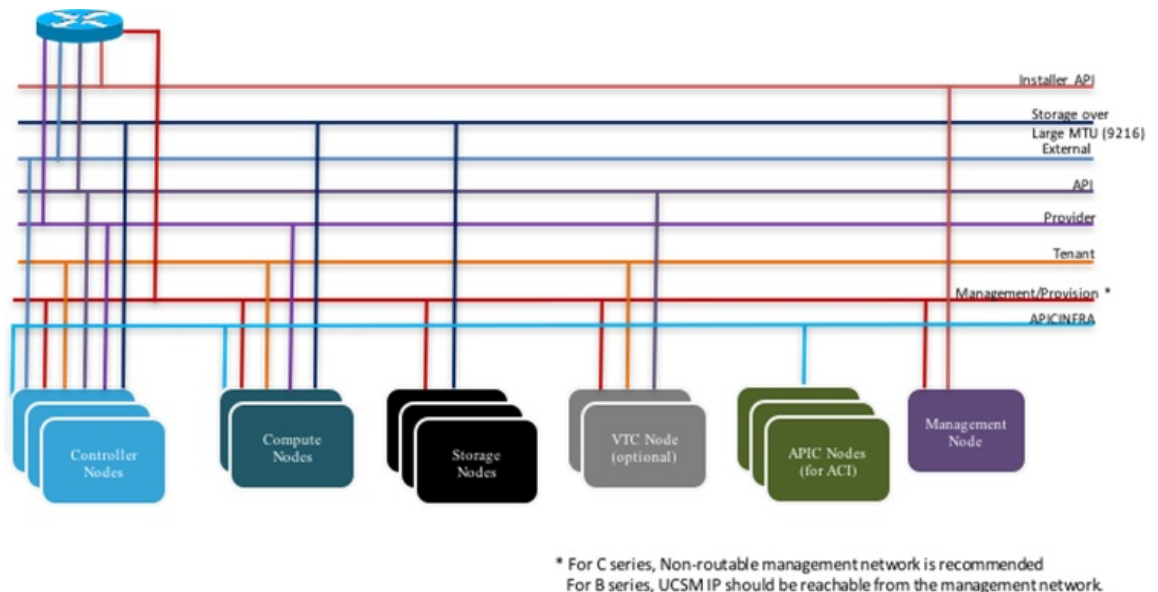 Installer API
Storage over
Large MTU (9216)
External
API
Provider
Tenant
Management/Provision *
APICINFRA
Controller
Nodes
Compute
Nodes
Storage
Nodes
VTC Node
(optional)
APIC Nodes
(for ACI)
Management
Node
* For C series, Non-routable management network is recommended
For B series, UCSM IP should be reachable from the management network.